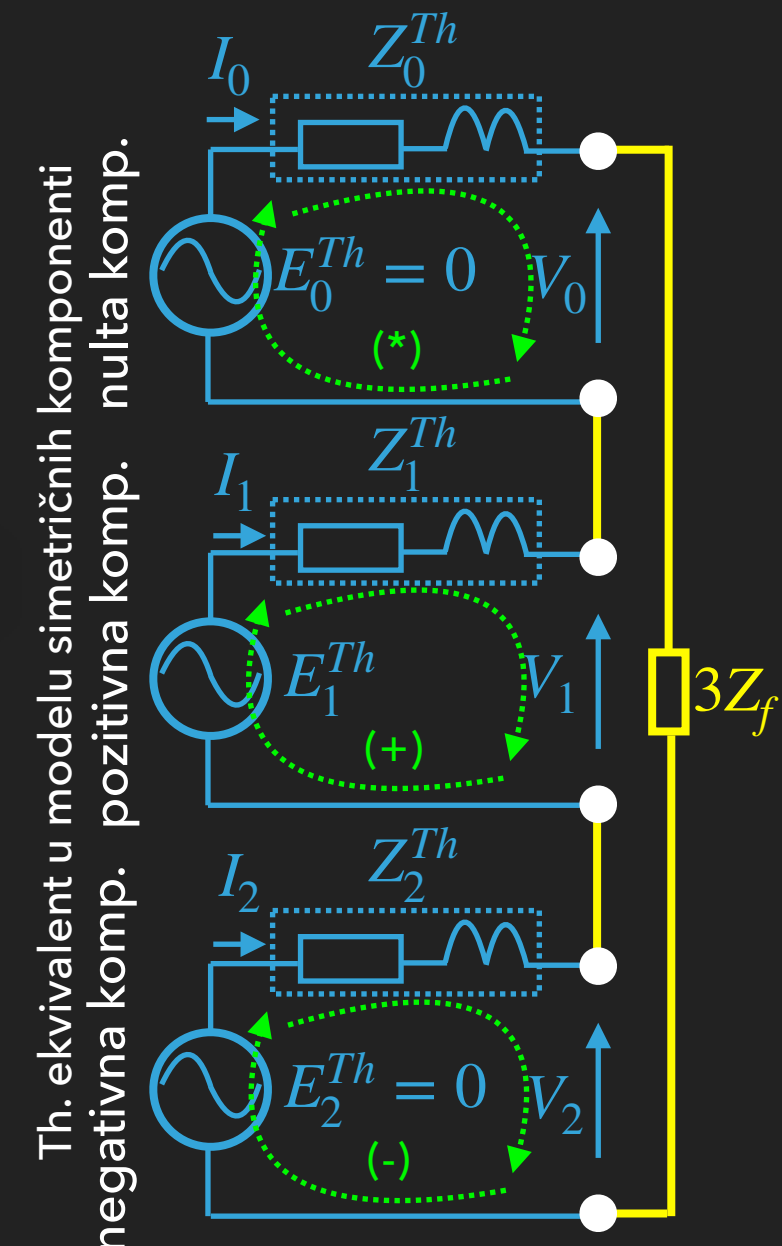 Th. ekvivalent u modelu simetričnih komponenti
negativna komp. pozitivna komp. nulta komp.
I₀
Z₀ᵀʰ
E₀ᵀʰ = 0
V₀
(*)
I₁
Z₁ᵀʰ
E₁ᵀʰ
V₁
3Z_f
(+)
I₂
Z₂ᵀʰ
E₂ᵀʰ = 0
V₂
(-)